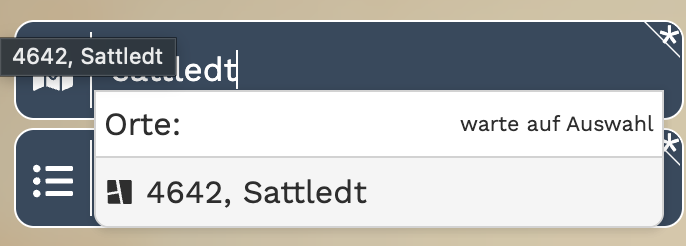 4642, Sattledt
sattledt
*
Orte:
warte auf Auswahl
*
4642, Sattledt